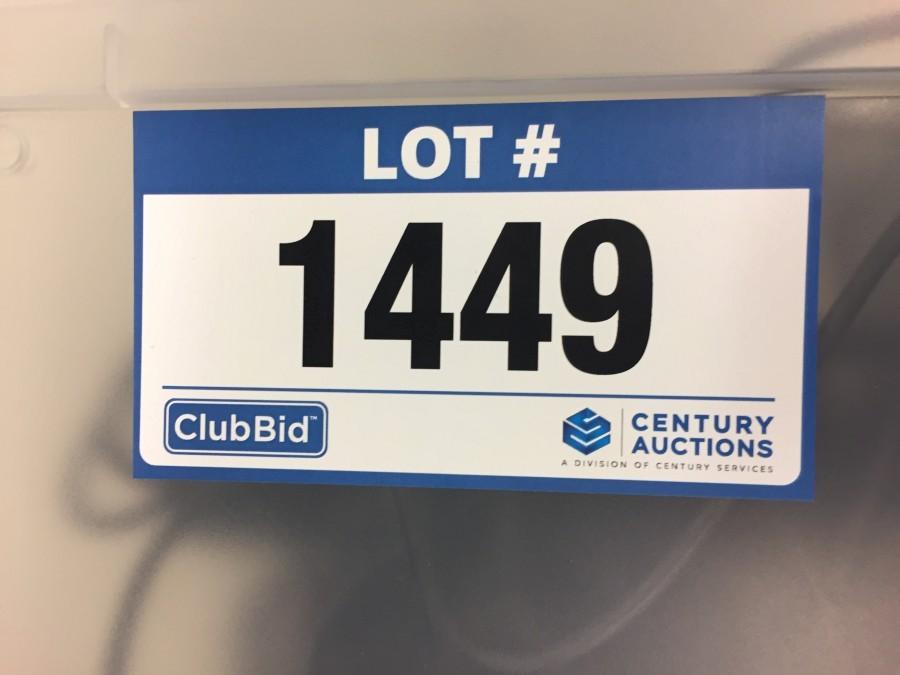 LOT #
1449
ClubBid™
CENTURY
AUCTIONS
A DIVISION OF CENTURY SERVICES